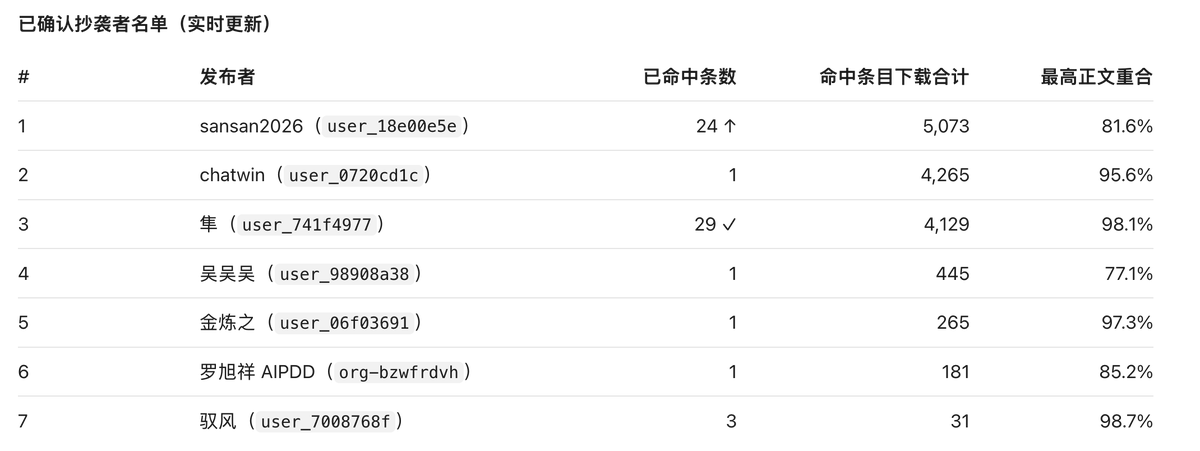 已确认抄袭者名单（实时更新）
# 发布者 已命中条数 命中条目下载合计 最高正文重合
1 sansan2026（user_18e00e5e） 24 ↑ 5,073 81.6%
2 chatwin（user_0720cd1c） 1 4,265 95.6%
3 隼（user_741f4977） 29 ✓ 4,129 98.1%
4 吴吴吴（user_98908a38） 1 445 77.1%
5 金炼之（user_06f03691） 1 265 97.3%
6 罗旭祥 AIPDD（org-bzwfrdvh） 1 181 85.2%
7 驭风（user_7008768f） 3 31 98.7%